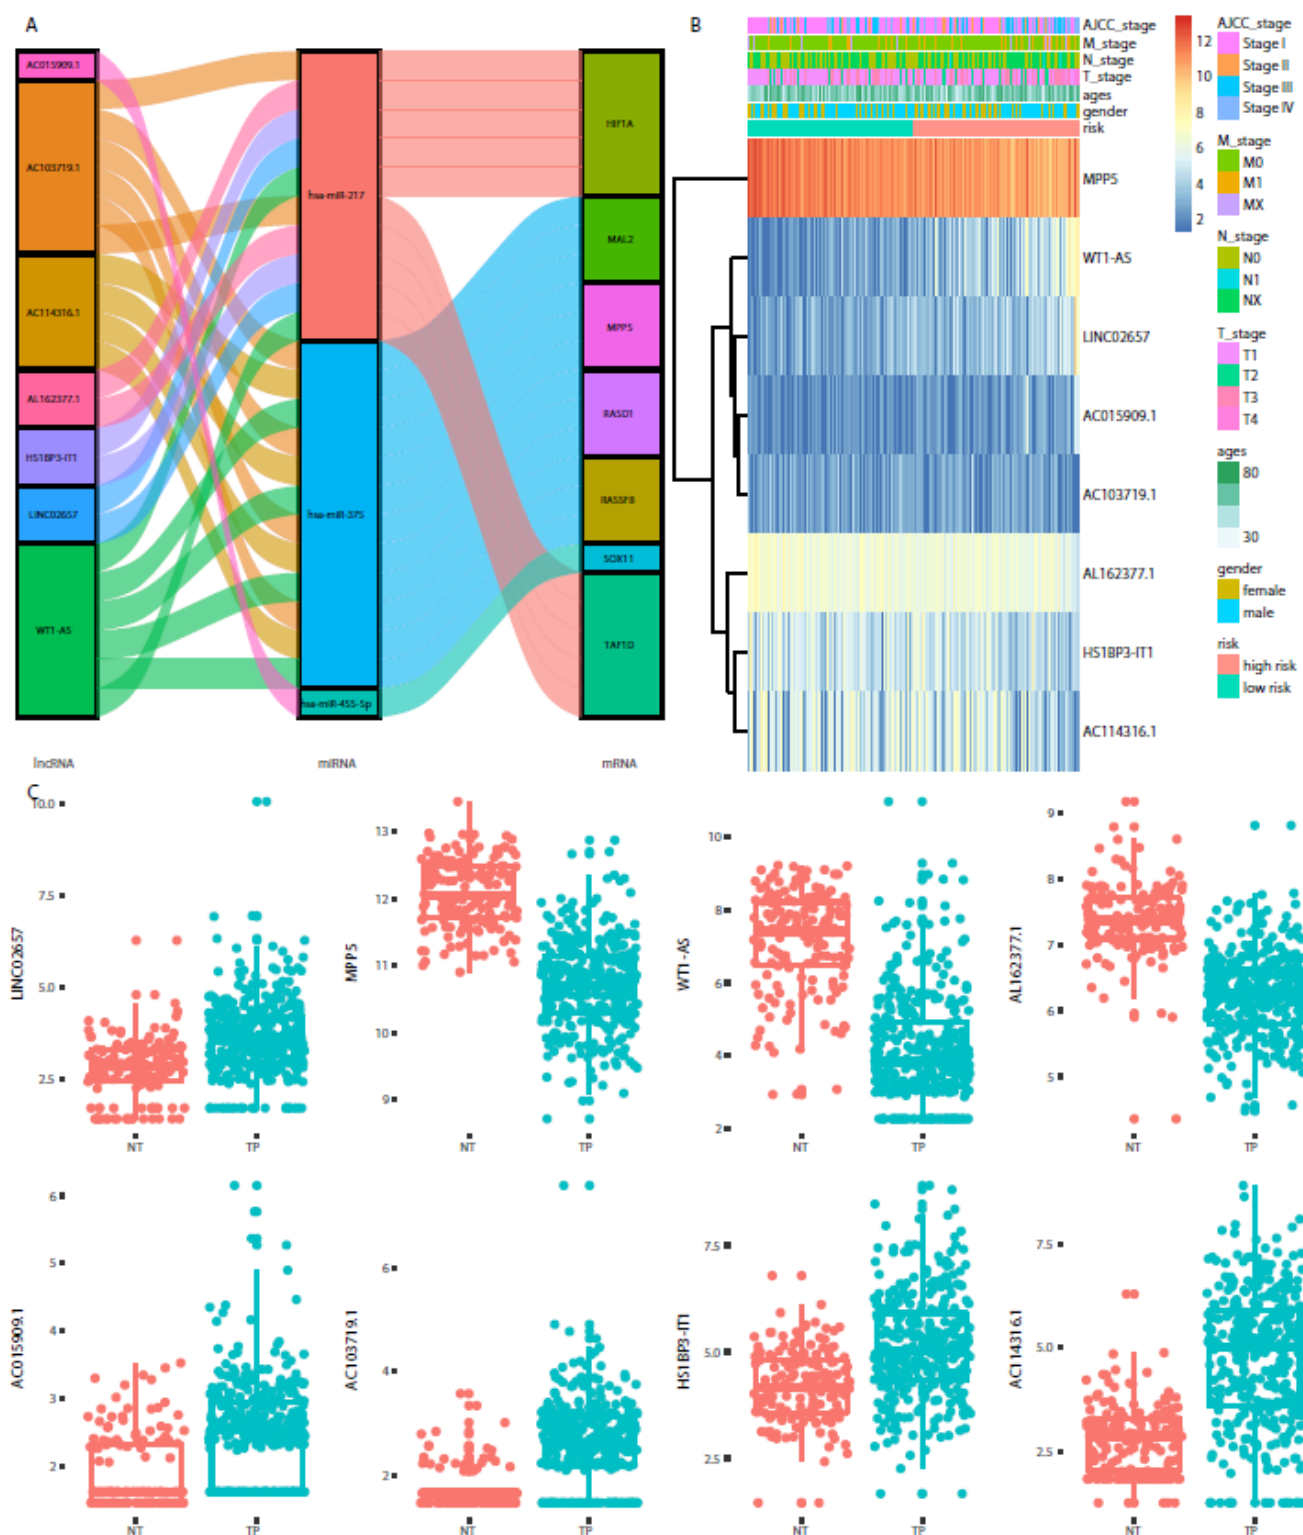 A
AC015909.1
AC103719.1
AC114316.1
AL162377.1
HS1BP3-IT1
LINC02657
WT1-AS
hsa-miR-217
hsa-miR-375
hsa-miR-455-5p
HIF1A
MAL2
MPP5
RASD1
RASSF8
SOX11
TAF1D
lncRNA
miRNA
mRNA
B
AJCC_stage
M_stage
N_stage
T_stage
ages
gender
risk
MPP5
WT1-AS
LINC02657
AC015909.1
AC103719.1
AL162377.1
HS1BP3-IT1
AC114316.1
12
10
8
6
4
2
AJCC_stage
Stage I
Stage II
Stage III
Stage IV
M_stage
M0
M1
MX
N_stage
N0
N1
NX
T_stage
T1
T2
T3
T4
ages
80
30
gender
female
male
risk
high risk
low risk
C
LINC02657
10.0
7.5
5.0
2.5
NT
TP
MPP5
13
12
11
10
9
NT
TP
WT1-AS
10
8
6
4
2
NT
TP
AL162377.1
9
8
7
6
5
NT
TP
AC015909.1
6
5
4
3
2
NT
TP
AC103719.1
6
4
2
NT
TP
HS1BP3-IT1
7.5
5.0
2.5
NT
TP
AC114316.1
7.5
5.0
2.5
NT
TP